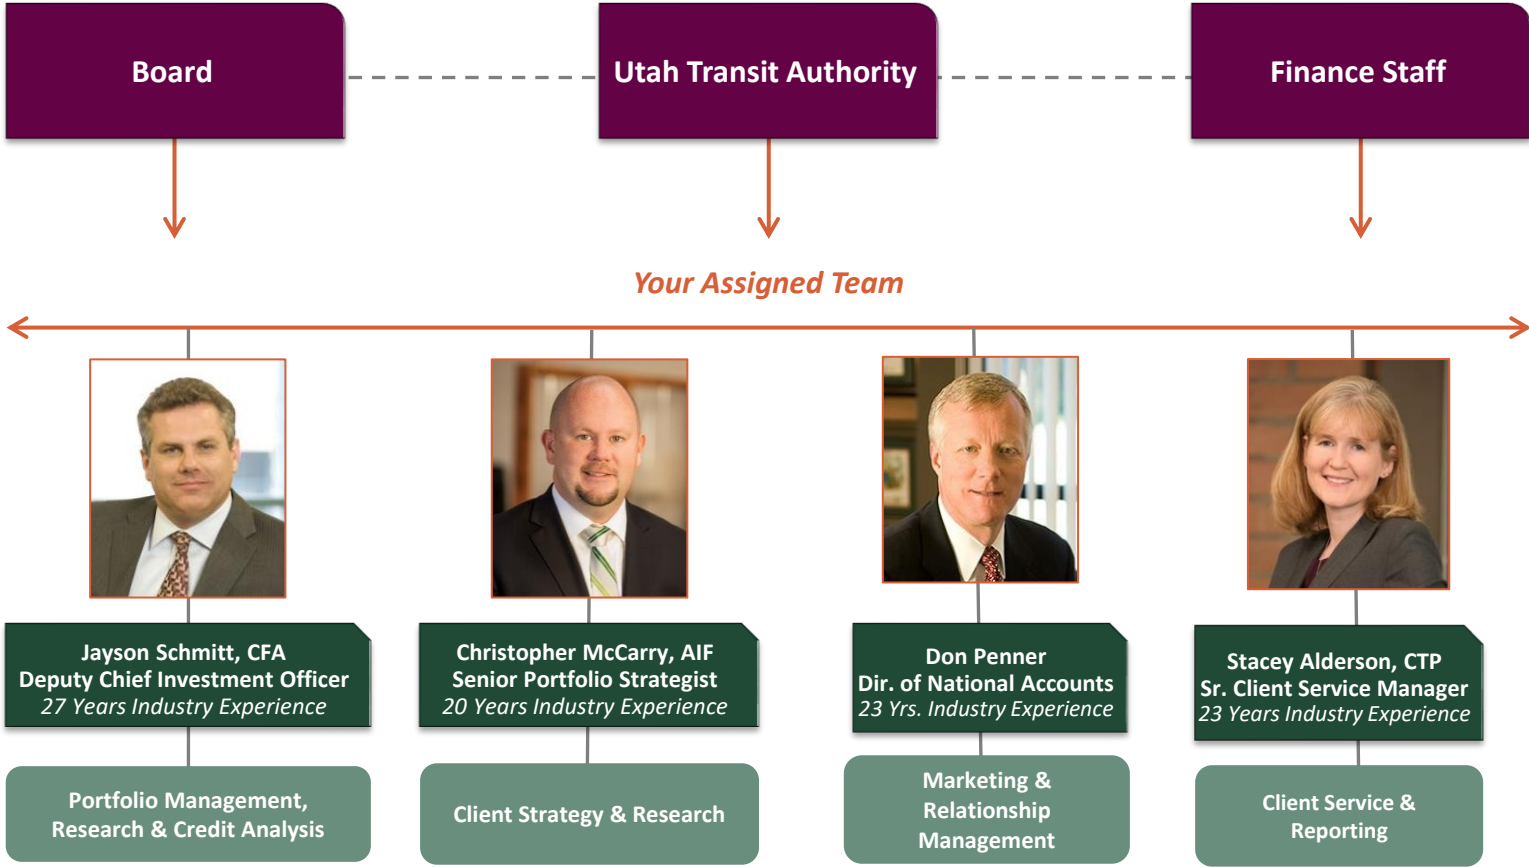 Board
Utah Transit Authority
Finance Staff
Your Assigned Team
Jayson Schmitt, CFA
Deputy Chief Investment Officer
27 Years Industry Experience
Christopher McCarry, AIF
Senior Portfolio Strategist
20 Years Industry Experience
Don Penner
Dir. of National Accounts
23 Yrs. Industry Experience
Stacey Alderson, CTP
Sr. Client Service Manager
23 Years Industry Experience
Portfolio Management,
Research & Credit Analysis
Client Strategy & Research
Marketing &
Relationship
Management
Client Service &
Reporting